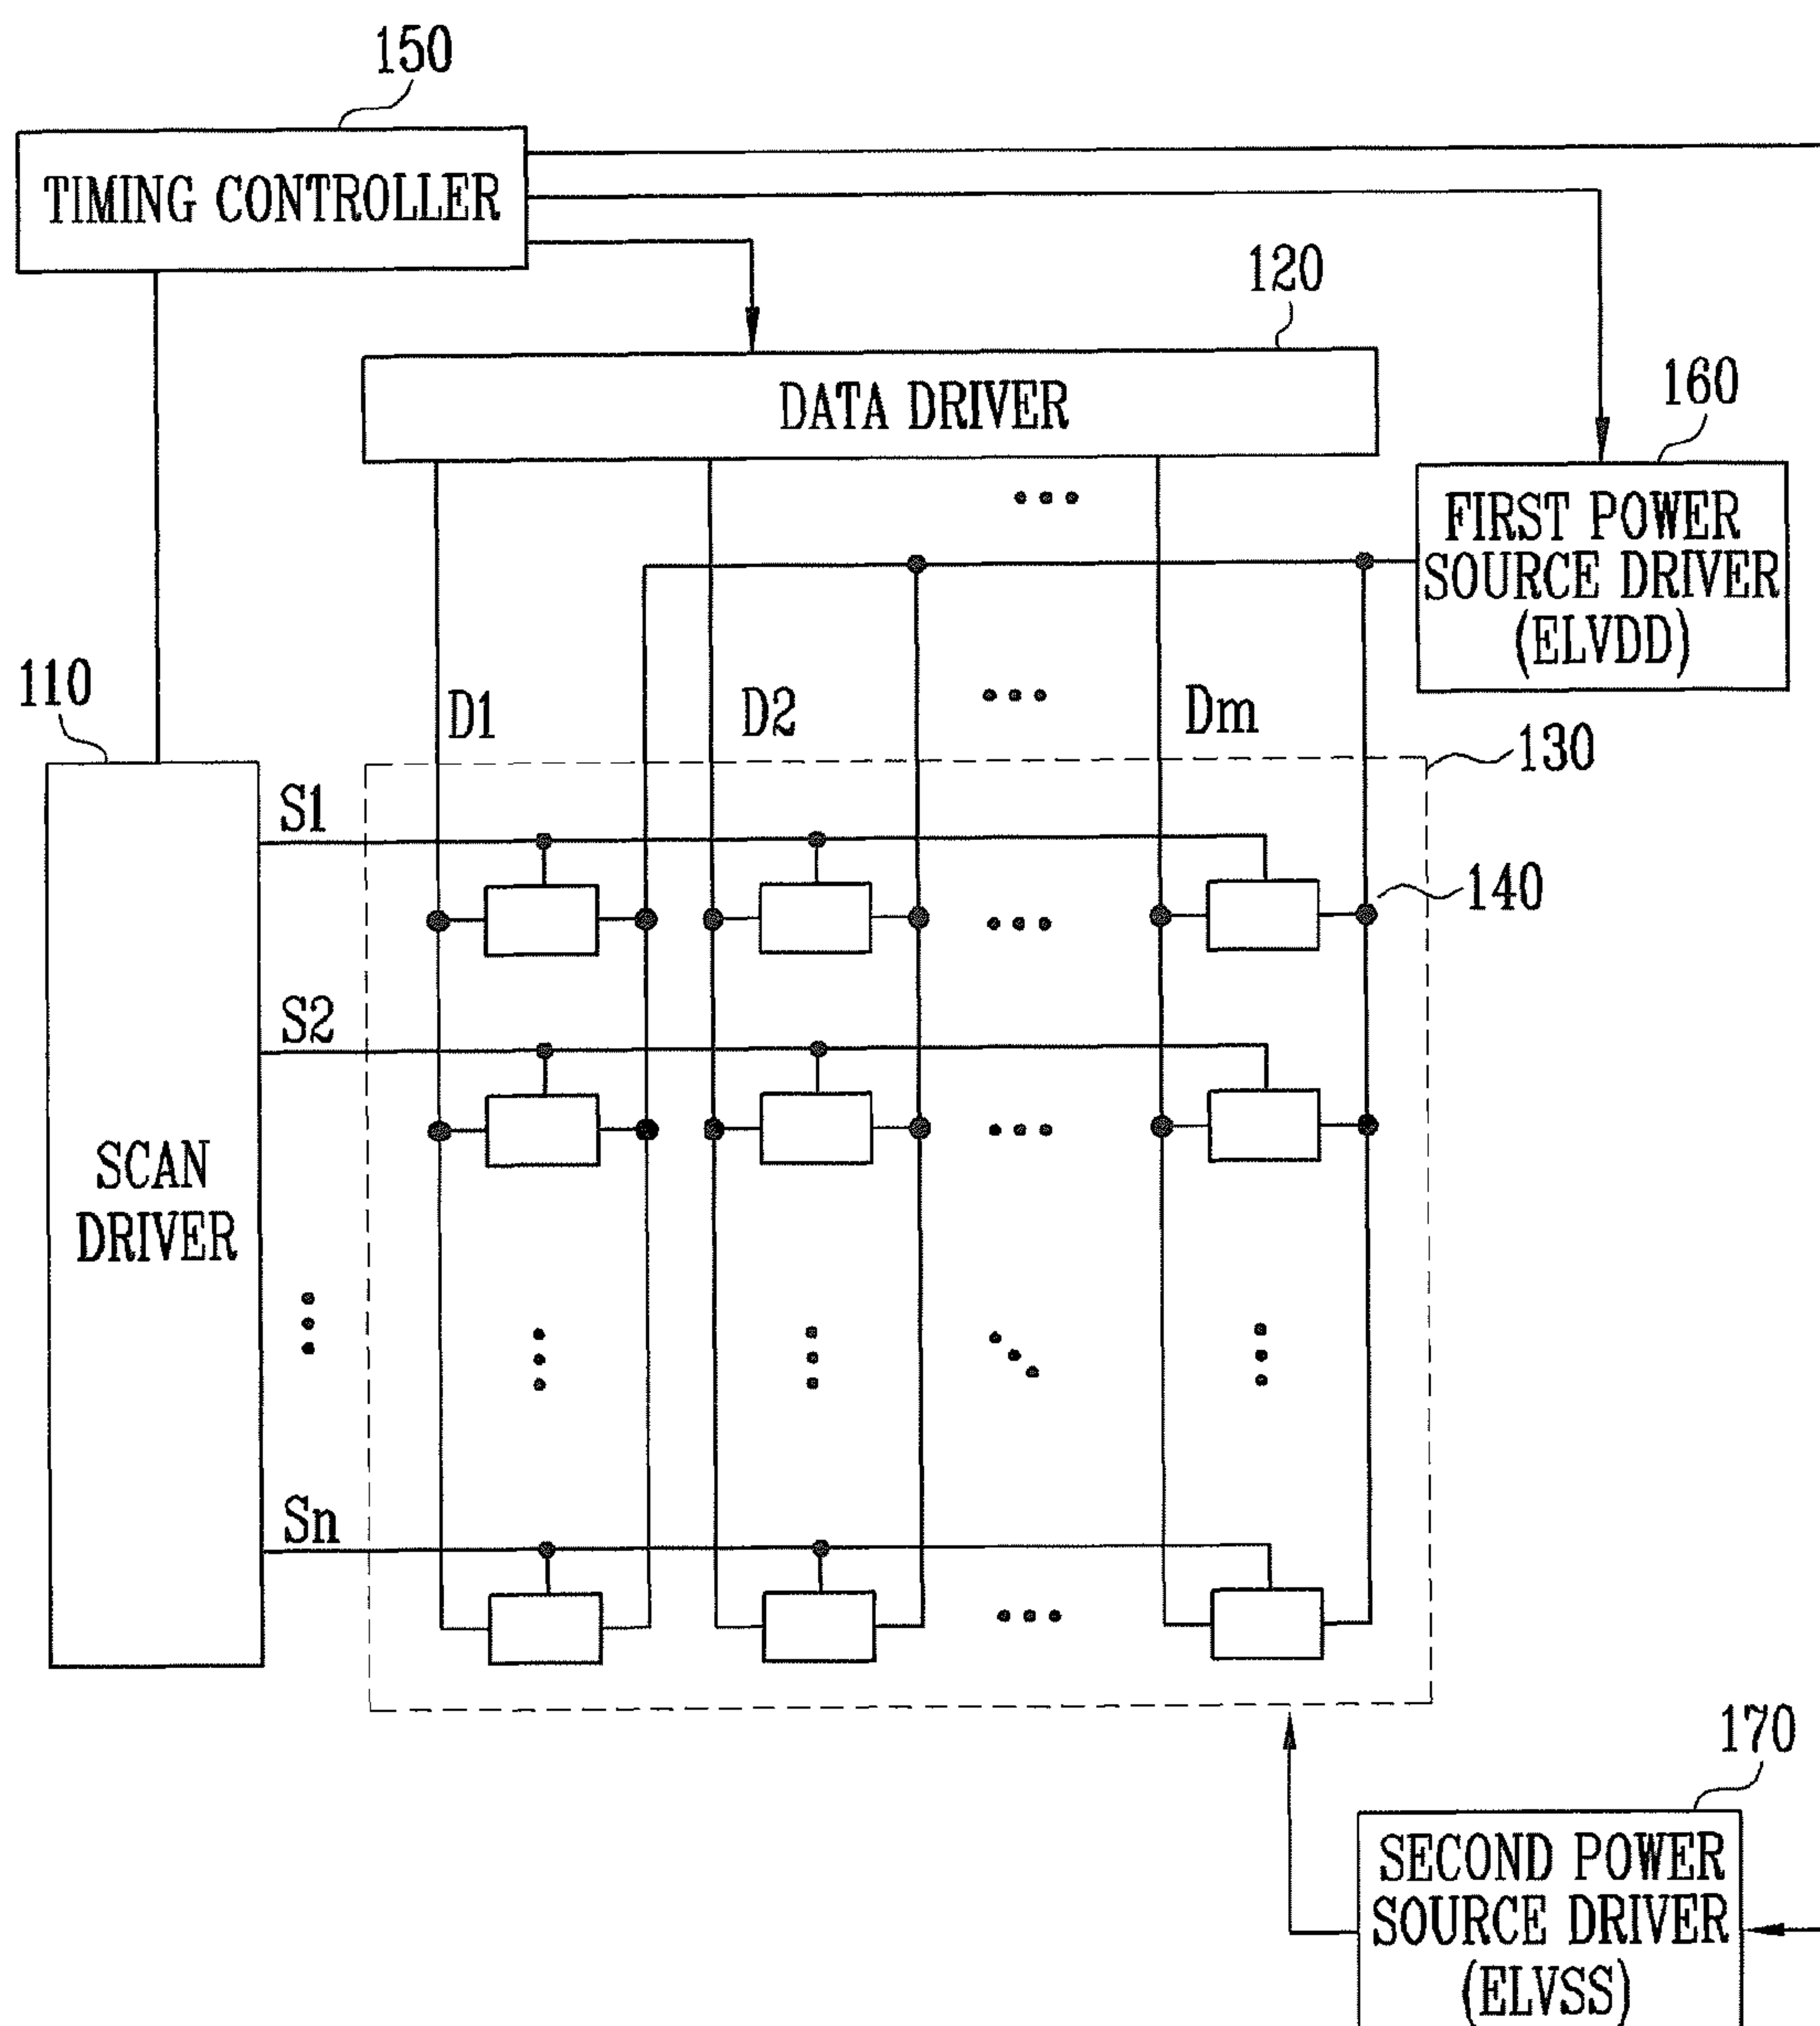 150
TIMING CONTROLLER
120
DATA DRIVER
160
FIRST POWER
SOURCE DRIVER
(ELVDD)
110
D1
D2
Dm
130
S1
140
S2
SCAN
DRIVER
Sn
170
SECOND POWER
SOURCE DRIVER
(ELVSS)